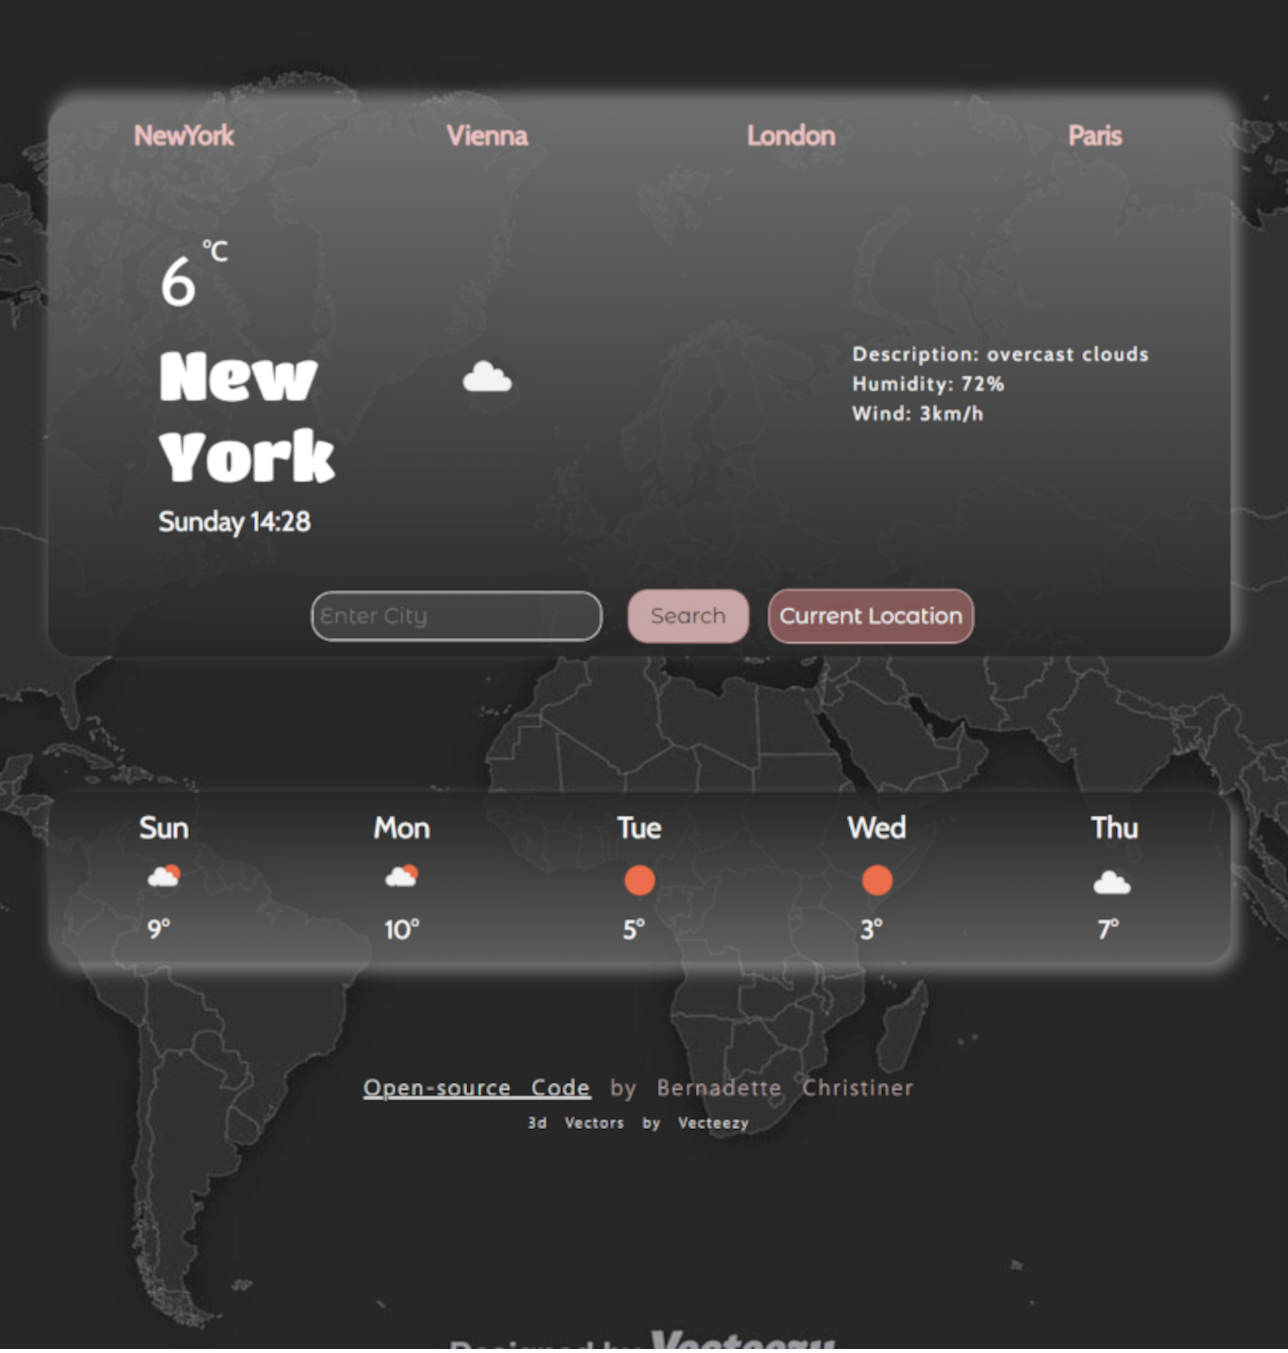 NewYork Vienna London Paris
6 °C
New
York
Sunday 14:28
Description: overcast clouds
Humidity: 72%
Wind: 3km/h
Enter City Search Current Location
Sun Mon Tue Wed Thu
9° 10° 5° 3° 7°
Open-source Code by Bernadette Christiner
3d Vectors by Vecteezy
Designed by Vecteezy